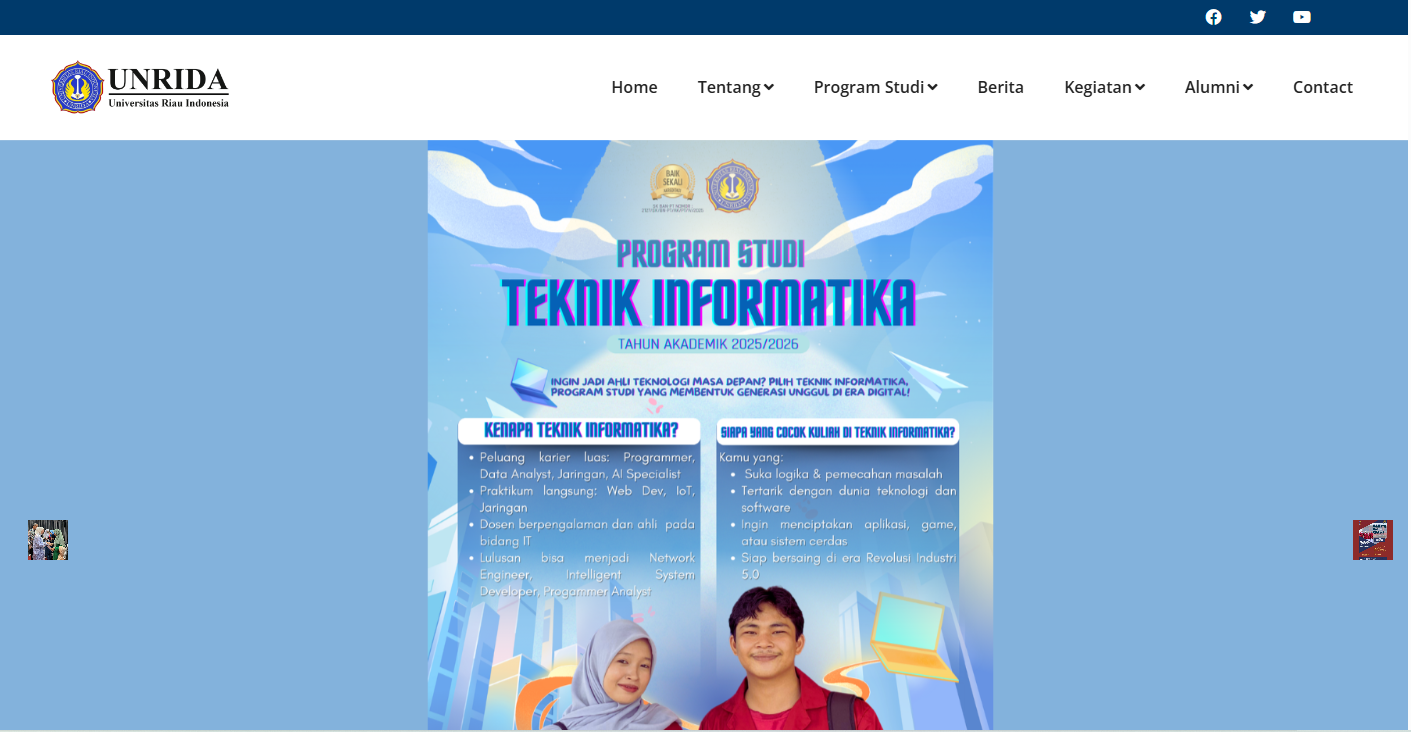 UNRIDA
Universitas Riau Indonesia
Home Tentang Program Studi Berita Kegiatan Alumni Contact
BAIK
SEKALI
PROGRAM STUDI
TEKNIK INFORMATIKA
TAHUN AKADEMIK 2025/2026
INGIN JADI AHLI TEKNOLOGI MASA DEPAN? PILIH TEKNIK INFORMATIKA,
PROGRAM STUDI YANG MEMBENTUK GENERASI UNGGUL DI ERA DIGITAL!
KENAPA TEKNIK INFORMATIKA?
• Peluang karier luas: Programmer,
Data Analyst, Jaringan, AI Specialist
• Praktikum langsung: Web Dev, IoT,
Jaringan
• Dosen berpengalaman dan ahli pada
bidang IT
• Lulusan bisa menjadi Network
Engineer, Intelligent System
Developer, Progammer Analyst
SIAPA YANG COCOK KULIAH DI TEKNIK INFORMATIKA?
Kamu yang:
• Suka logika & pemecahan masalah
• Tertarik dengan dunia teknologi dan
software
• Ingin menciptakan aplikasi, game,
atau sistem cerdas
• Siap bersaing di era Revolusi Industri
5.0